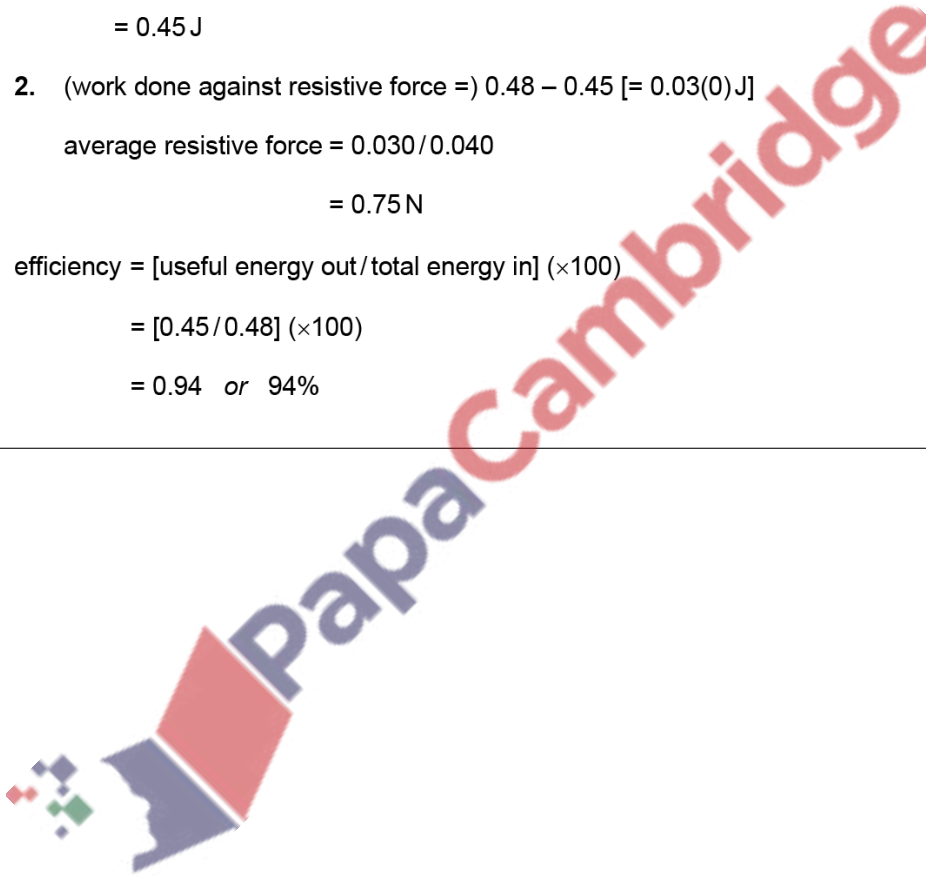 = 0.45 J
2. (work done against resistive force =) 0.48 – 0.45 [= 0.03(0) J]
average resistive force = 0.030 / 0.040
= 0.75 N
efficiency = [useful energy out / total energy in] (×100)
= [0.45 / 0.48] (×100)
= 0.94 or 94%
PapaCambridge